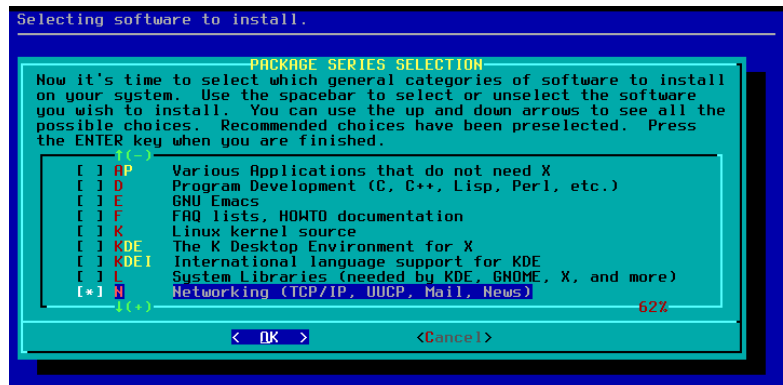 Selecting software to install.
PACKAGE SERIES SELECTION
Now it's time to select which general categories of software to install
on your system.  Use the spacebar to select or unselect the software
you wish to install.  You can use the up and down arrows to see all the
possible choices.  Recommended choices have been preselected.  Press
the ENTER key when you are finished.
↑(-)
[ ] AP    Various Applications that do not need X
[ ] D     Program Development (C, C++, Lisp, Perl, etc.)
[ ] E     GNU Emacs
[ ] F     FAQ lists, HOWTO documentation
[ ] K     Linux kernel source
[ ] KDE   The K Desktop Environment for X
[ ] KDEI  International language support for KDE
[ ] L     System Libraries (needed by KDE, GNOME, X, and more)
[*] N     Networking (TCP/IP, UUCP, Mail, News)
↓(+) 62%
< OK > <Cancel>